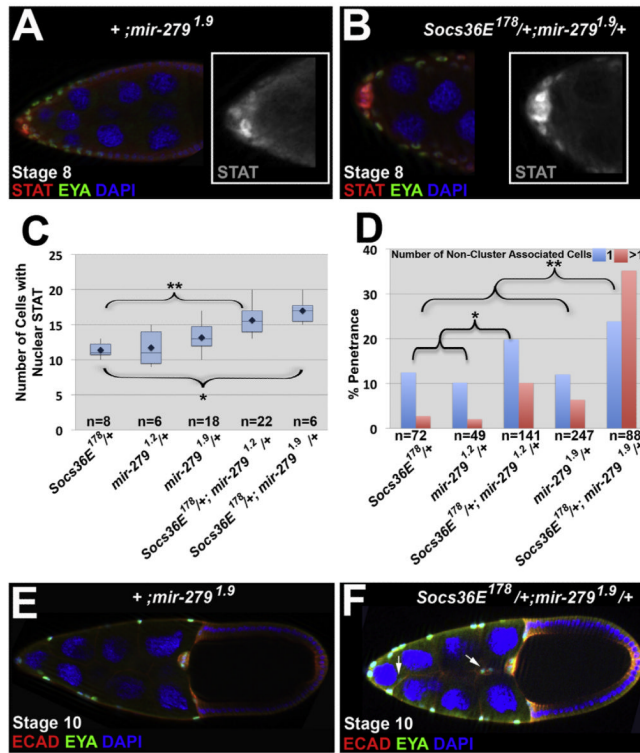 A
+ ;mir-279^1.9
STAT
Stage 8
STAT EYA DAPI
B
Socs36E^178/+;mir-279^1.9/+
STAT
Stage 8
STAT EYA DAPI
C
Number of Cells with
Nuclear STAT
25
20
15
10
5
0
**
*
n=8 n=6 n=18 n=22 n=6
Socs36E^178/+
mir-279^1.2/+
mir-279^1.9/+
Socs36E^178/+; mir-279^1.2/+
Socs36E^178/+; mir-279^1.9/+
D
Number of Non-Cluster Associated Cells 1 >1
% Penetrance
40
30
20
10
0
**
*
n=72 n=49 n=141 n=247 n=88
Socs36E^178/+
mir-279^1.2/+
Socs36E^178/+; mir-279^1.2/+
mir-279^1.9/+
Socs36E^178/+; mir-279^1.9/+
E
+ ;mir-279^1.9
Stage 10
ECAD EYA DAPI
F
Socs36E^178/+;mir-279^1.9/+
Stage 10
ECAD EYA DAPI